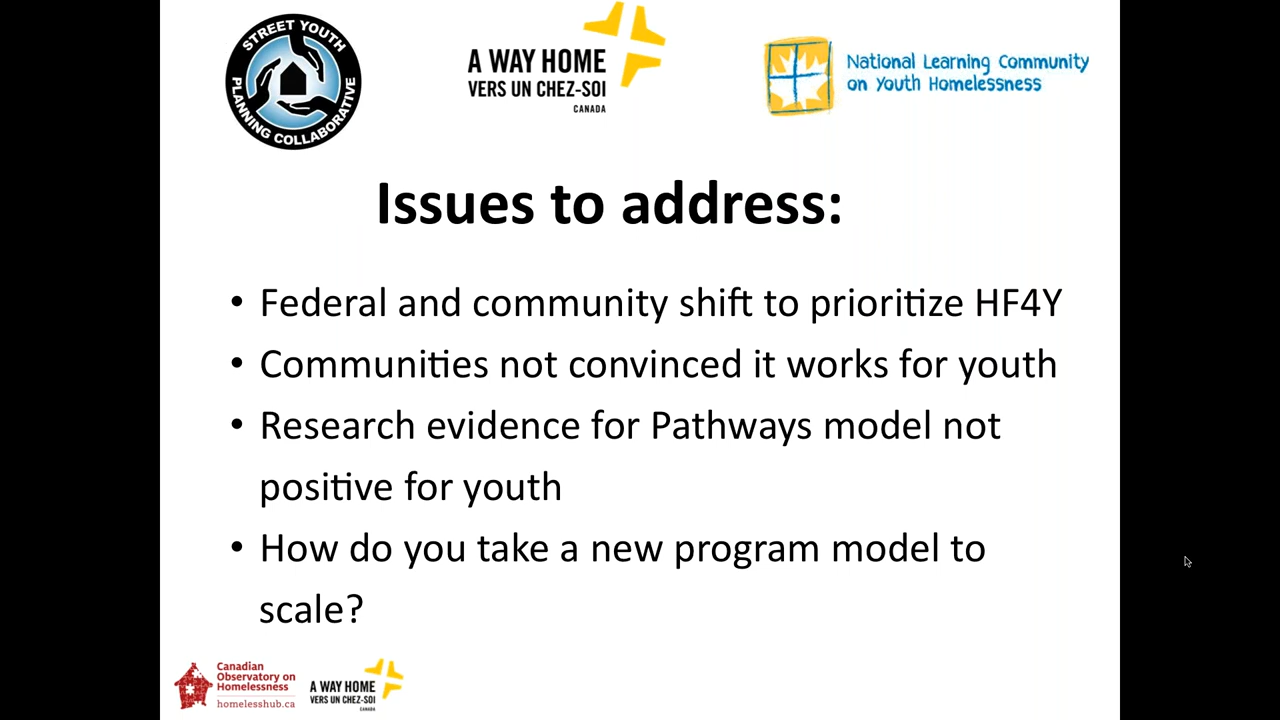 STREET YOUTH
PLANNING COLLABORATIVE
A WAY HOME
VERS UN CHEZ-SOI
CANADA
National Learning Community
on Youth Homelessness
Issues to address:
• Federal and community shift to prioritize HF4Y
• Communities not convinced it works for youth
• Research evidence for Pathways model not
positive for youth
• How do you take a new program model to
scale?
Canadian
Observatory on
Homelessness
homelesshub.ca
A WAY HOME
VERS UN CHEZ-SOI
CANADA